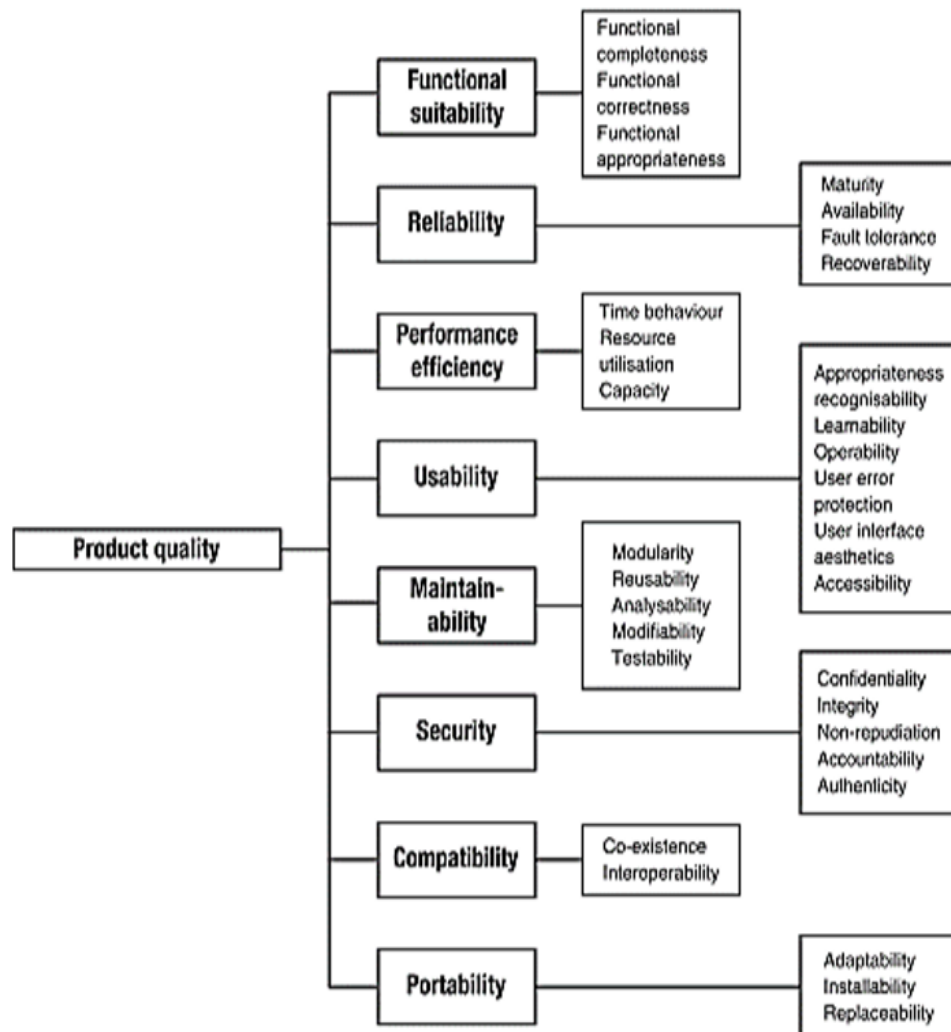 Product quality
Functional
suitability
Functional
completeness
Functional
correctness
Functional
appropriateness
Reliability
Maturity
Availability
Fault tolerance
Recoverability
Performance
efficiency
Time behaviour
Resource
utilisation
Capacity
Usability
Appropriateness
recognisability
Learnability
Operability
User error
protection
User interface
aesthetics
Accessibility
Maintain-
ability
Modularity
Reusability
Analysability
Modifiability
Testability
Security
Confidentiality
Integrity
Non-repudiation
Accountability
Authenticity
Compatibility
Co-existence
Interoperability
Portability
Adaptability
Installability
Replaceability